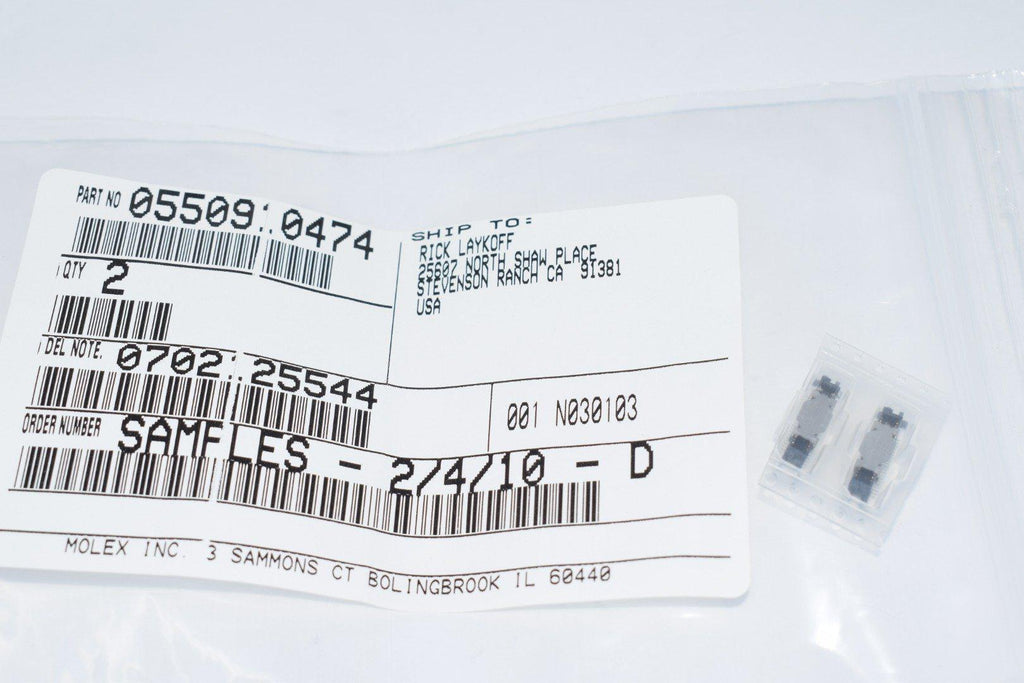 PART NO 055091 0474
QTY 2
DEL NOTE. 0702 25544
ORDER NUMBER SAMPLES - 2/4/10 - D
SHIP TO:
RICK LAYKOFF
25607 NORTH SHAW PLACE
STEVENSON RANCH CA 91381
USA
001 N030103
MOLEX INC. 3 SAMMONS CT BOLINGBROOK IL 60440